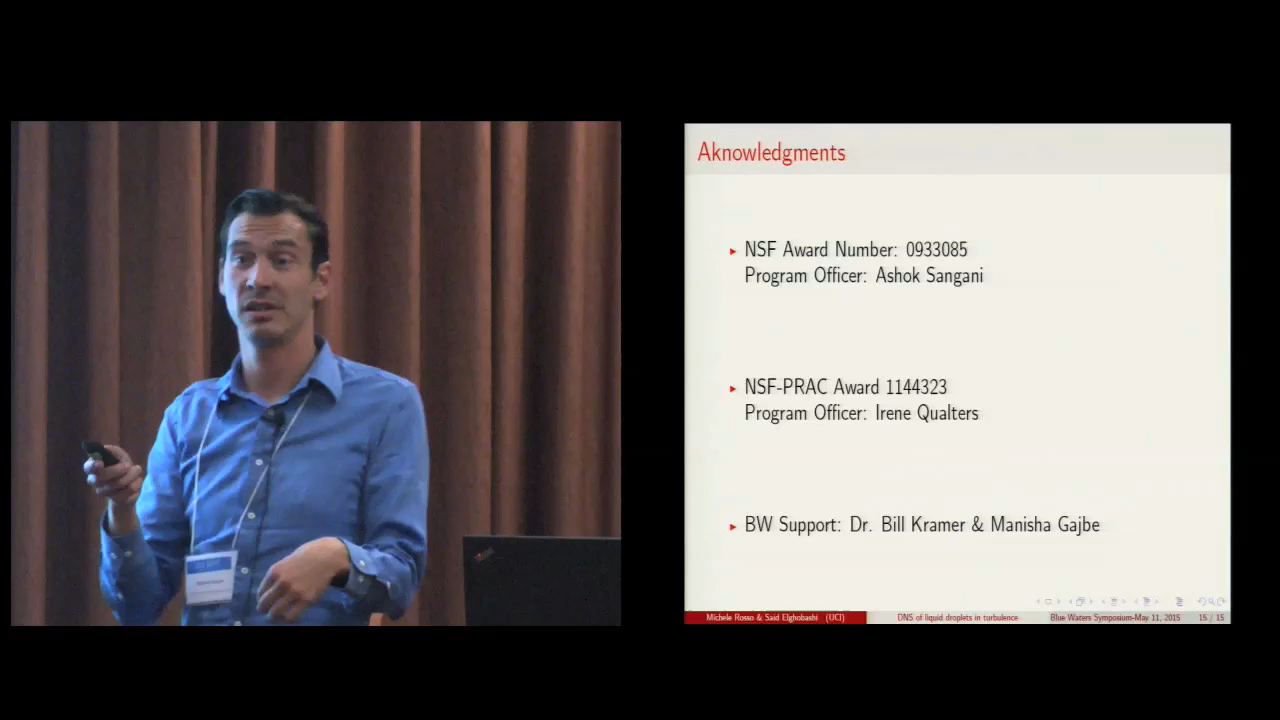 Aknowledgments
NSF Award Number: 0933085
Program Officer: Ashok Sangani
NSF-PRAC Award 1144323
Program Officer: Irene Qualters
BW Support: Dr. Bill Kramer & Manisha Gajbe
Michele Rosso & Said Elghobashi (UCI) DNS of liquid droplets in turbulence Blue Waters Symposium-May 11, 2015 15 / 15